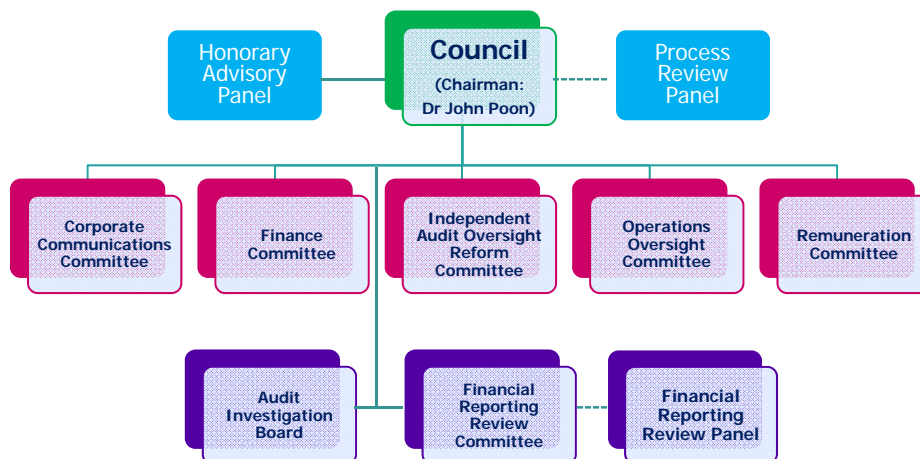 Honorary
Advisory
Panel
Council
(Chairman:
Dr John Poon)
Process
Review
Panel
Corporate
Communications
Committee
Finance
Committee
Independent
Audit Oversight
Reform
Committee
Operations
Oversight
Committee
Remuneration
Committee
Audit
Investigation
Board
Financial
Reporting
Review
Committee
Financial
Reporting
Review Panel